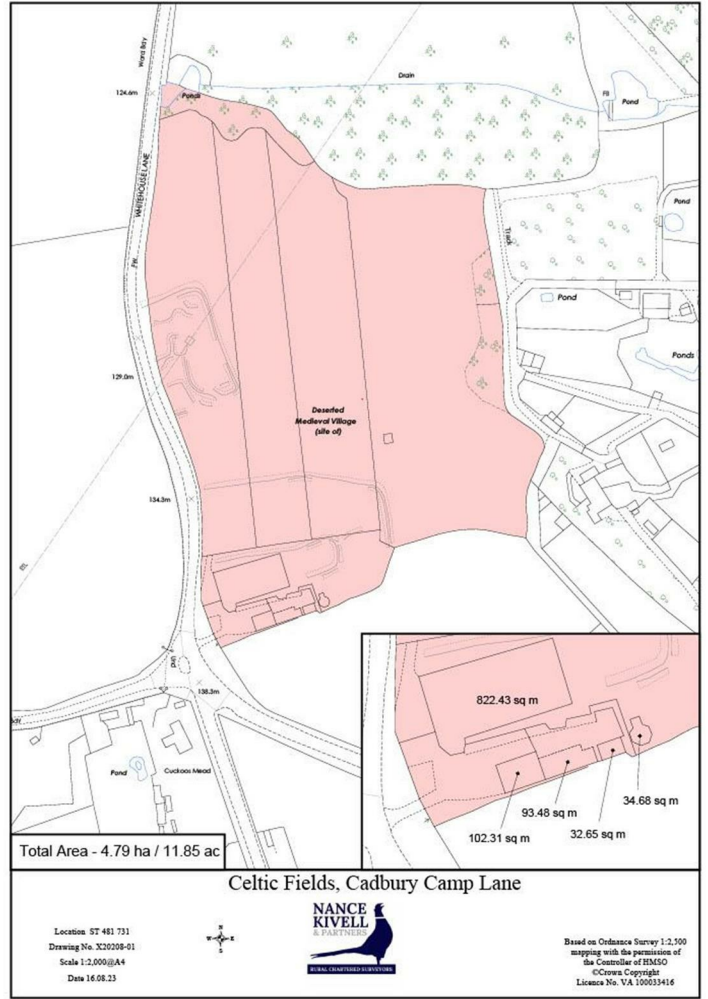 Ward Bdy
124.6m
Ponds
Drain
FB
Pond
WHITEHOUSE LANE
FW
Track
Pond
Pond
Ponds
129.0m
Deserted
Medieval Village
(site of)
134.3m
Und
138.3m
Pond
Cuckoos Mead
822.43 sq m
34.68 sq m
93.48 sq m
32.65 sq m
102.31 sq m
Total Area - 4.79 ha / 11.85 ac
Celtic Fields, Cadbury Camp Lane
Location ST 481 731
Drawing No. X20208-01
Scale 1:2,000@A4
Date 16.08.23
N
W E
S
NANCE
KIVELL
& PARTNERS
RURAL CHARTERED SURVEYORS
Based on Ordnance Survey 1:2,500
mapping with the permission of
the Controller of HMSO
©Crown Copyright
Licence No. VA 100033416